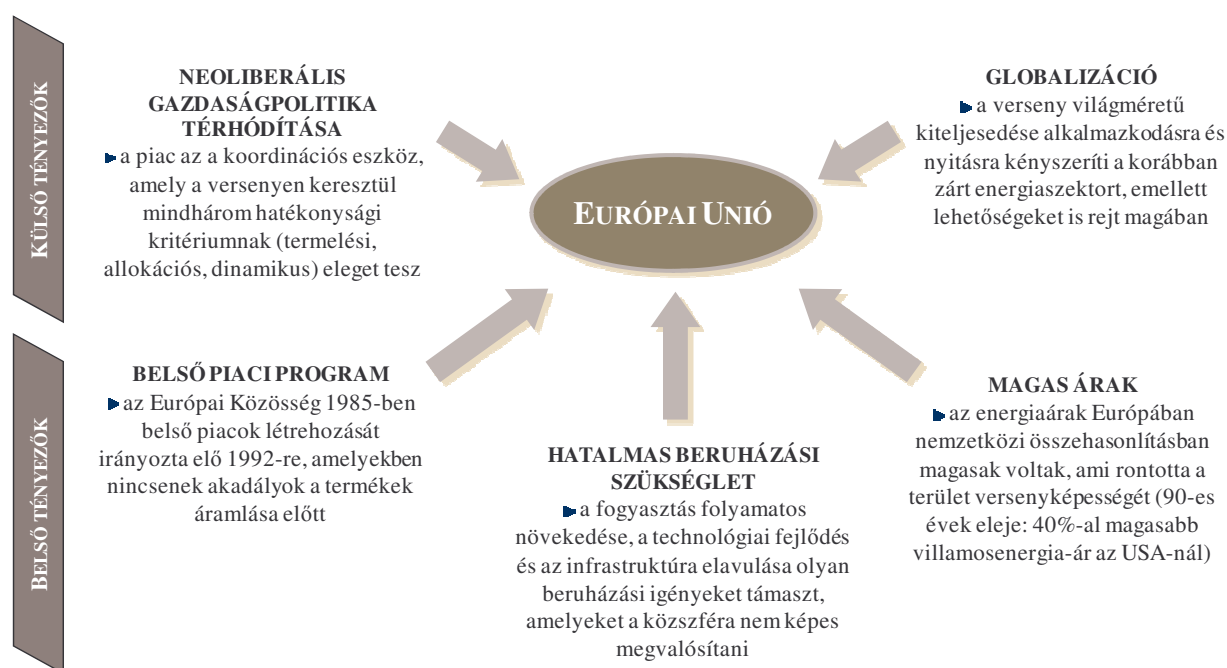 KÜLSŐ TÉNYEZŐK
NEOLIBERÁLIS
GAZDASÁGPOLITIKA
TÉRHÓDÍTÁSA
a piac az a koordinációs eszköz,
amely a versenyen keresztül
mindhárom hatékonysági
kritériumnak (termelési,
allokációs, dinamikus) eleget tesz
EURÓPAI UNIÓ
GLOBALIZÁCIÓ
a verseny világméretű
kiteljesedése alkalmazkodásra és
nyitásra kényszeríti a korábban
zárt energiaszektort, emellett
lehetőségeket is rejt magában
BELSŐ TÉNYEZŐK
BELSŐ PIACI PROGRAM
az Európai Közösség 1985-ben
belső piacok létrehozását
irányozta elő 1992-re, amelyekben
nincsenek akadályok a termékek
áramlása előtt
HATALMAS BERUHÁZÁSI
SZÜKSÉGLET
a fogyasztás folyamatos
növekedése, a technológiai fejlődés
és az infrastruktúra elavulása olyan
beruházási igényeket támaszt,
amelyeket a közszféra nem képes
megvalósítani
MAGAS ÁRAK
az energiaárak Európában
nemzetközi összehasonlításban
magasak voltak, ami rontotta a
terület versenyképességét (90-es
évek eleje: 40%-al magasabb
villamosenergia-ár az USA-nál)